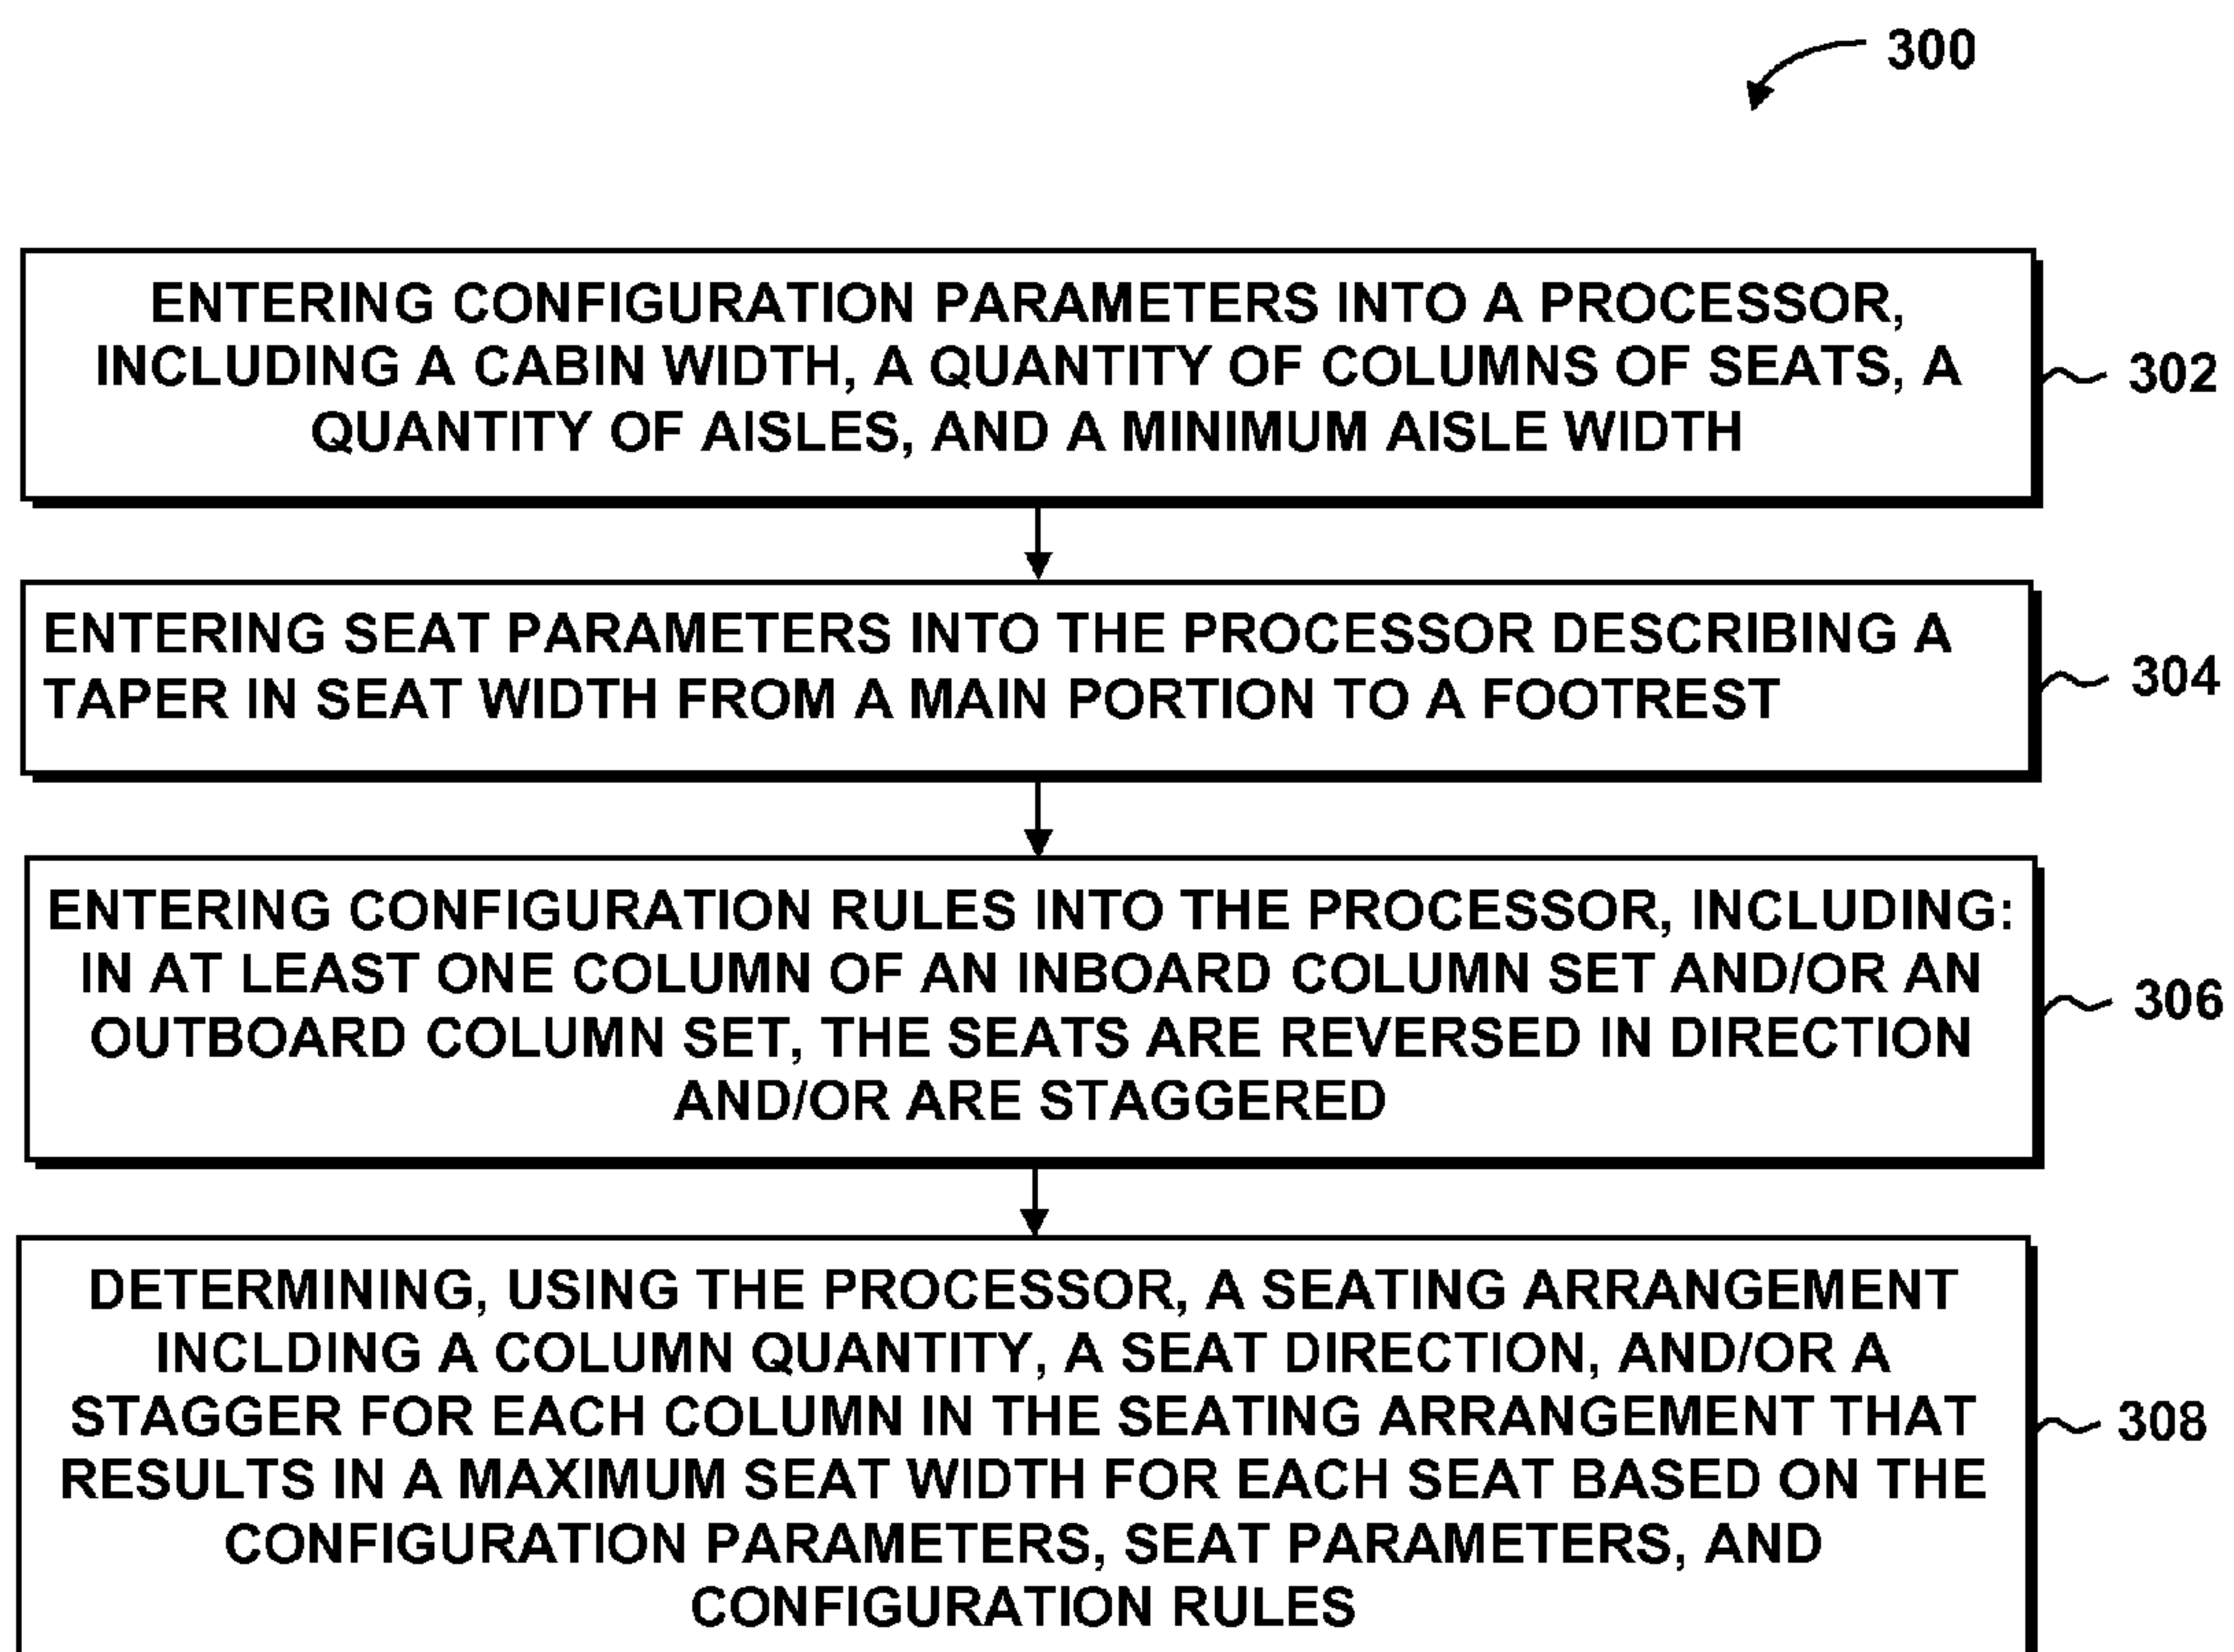 300
ENTERING CONFIGURATION PARAMETERS INTO A PROCESSOR,
INCLUDING A CABIN WIDTH, A QUANTITY OF COLUMNS OF SEATS, A
QUANTITY OF AISLES, AND A MINIMUM AISLE WIDTH
302
ENTERING SEAT PARAMETERS INTO THE PROCESSOR DESCRIBING A
TAPER IN SEAT WIDTH FROM A MAIN PORTION TO A FOOTREST
304
ENTERING CONFIGURATION RULES INTO THE PROCESSOR, INCLUDING:
IN AT LEAST ONE COLUMN OF AN INBOARD COLUMN SET AND/OR AN
OUTBOARD COLUMN SET, THE SEATS ARE REVERSED IN DIRECTION
AND/OR ARE STAGGERED
306
DETERMINING, USING THE PROCESSOR, A SEATING ARRANGEMENT
INCLDING A COLUMN QUANTITY, A SEAT DIRECTION, AND/OR A
STAGGER FOR EACH COLUMN IN THE SEATING ARRANGEMENT THAT
RESULTS IN A MAXIMUM SEAT WIDTH FOR EACH SEAT BASED ON THE
CONFIGURATION PARAMETERS, SEAT PARAMETERS, AND
CONFIGURATION RULES
308